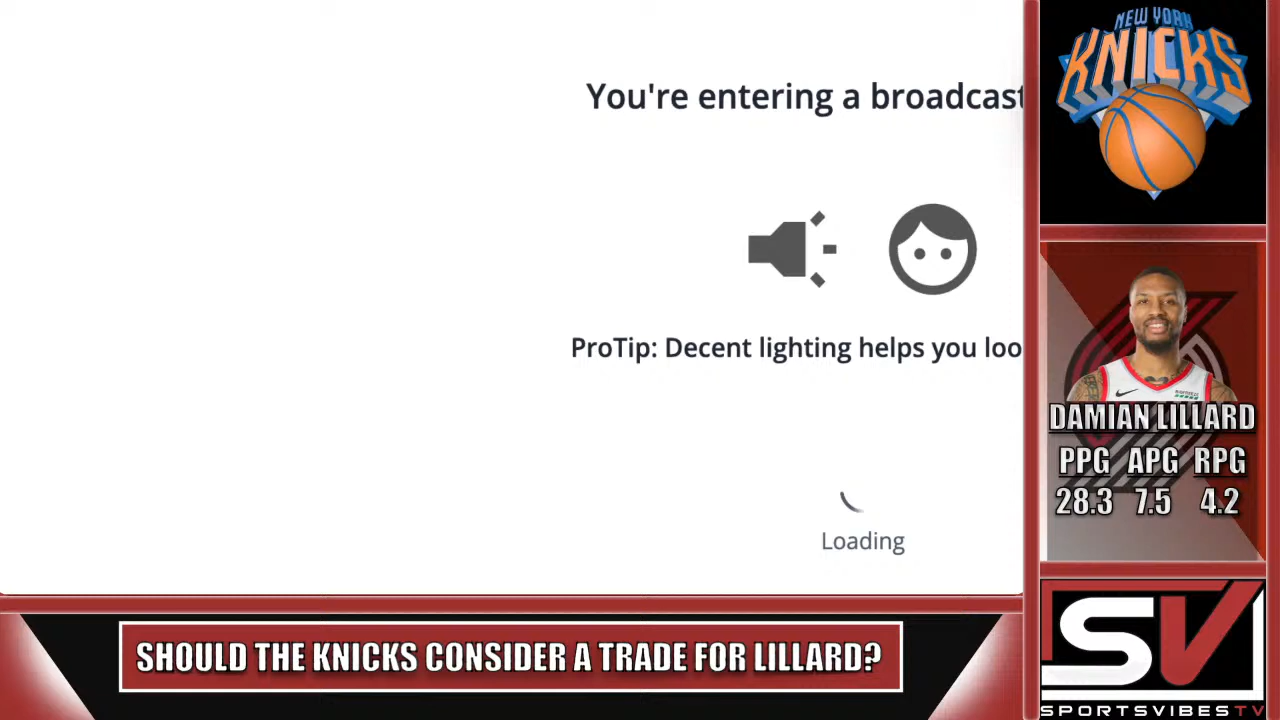 You're entering a broadcast
ProTip: Decent lighting helps you loo
Loading
NEW YORK
KNICKS
DAMIAN LILLARD
PPG APG RPG
28.3 7.5 4.2
SHOULD THE KNICKS CONSIDER A TRADE FOR LILLARD?
SV
SPORTSVIBESTV